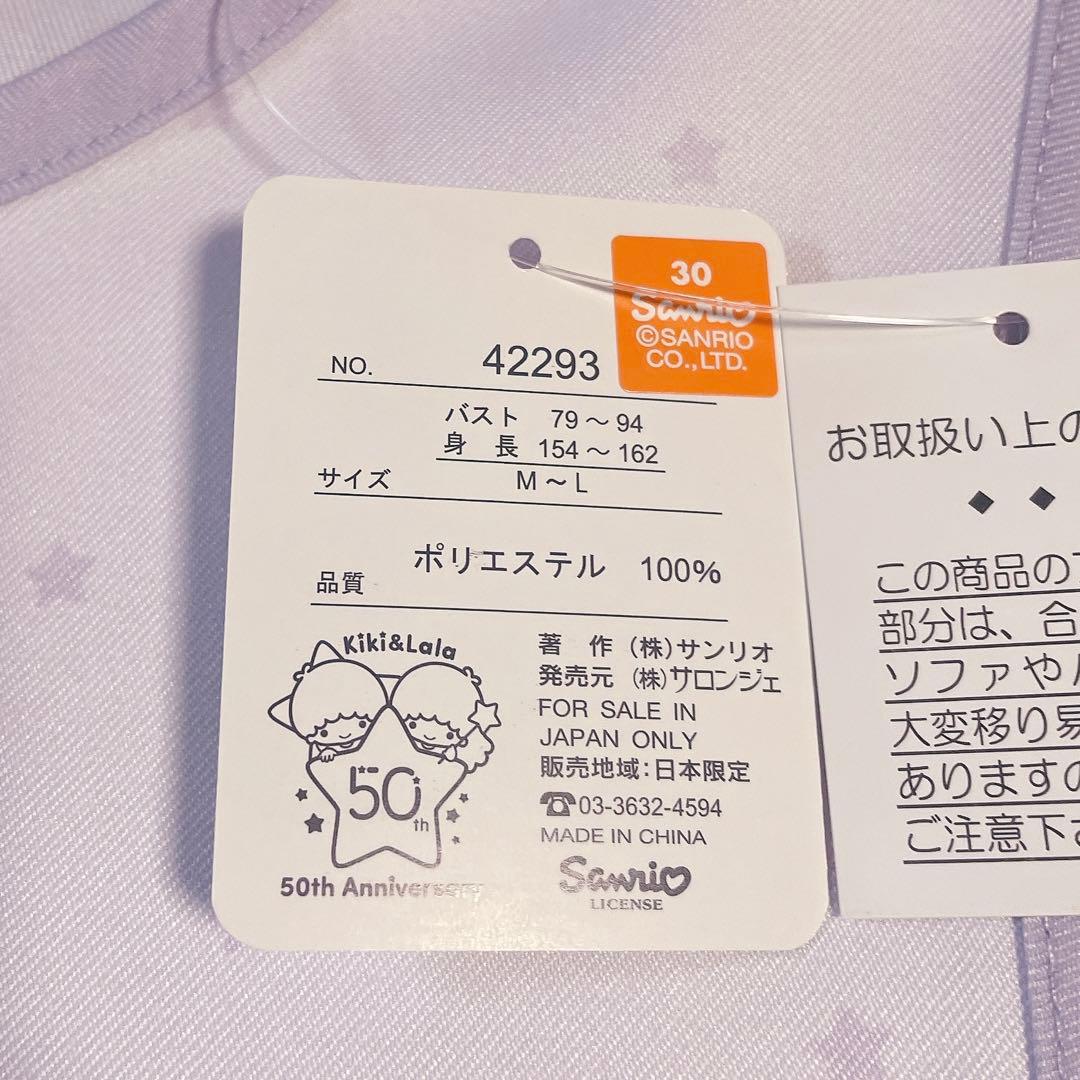 30
Sanrio
©SANRIO
CO.,LTD.
NO. 42293
バスト 79～94
身長 154～162
サイズ M～L
品質 ポリエステル 100%
Kiki&Lala
50th
50th Anniversary
著作 (株)サンリオ
発売元 (株)サロンジェ
FOR SALE IN
JAPAN ONLY
販売地域:日本限定
☎03-3632-4594
MADE IN CHINA
Sanrio
LICENSE
お取扱い上の
◆ ◆
この商品の
部分は、合
ソファや
大変移り易
ありますの
ご注意下さ